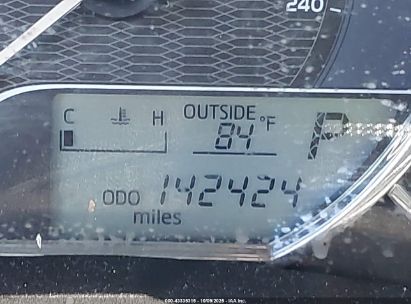 240
OUTSIDE
C H 84 °F P
ODO 142424
miles